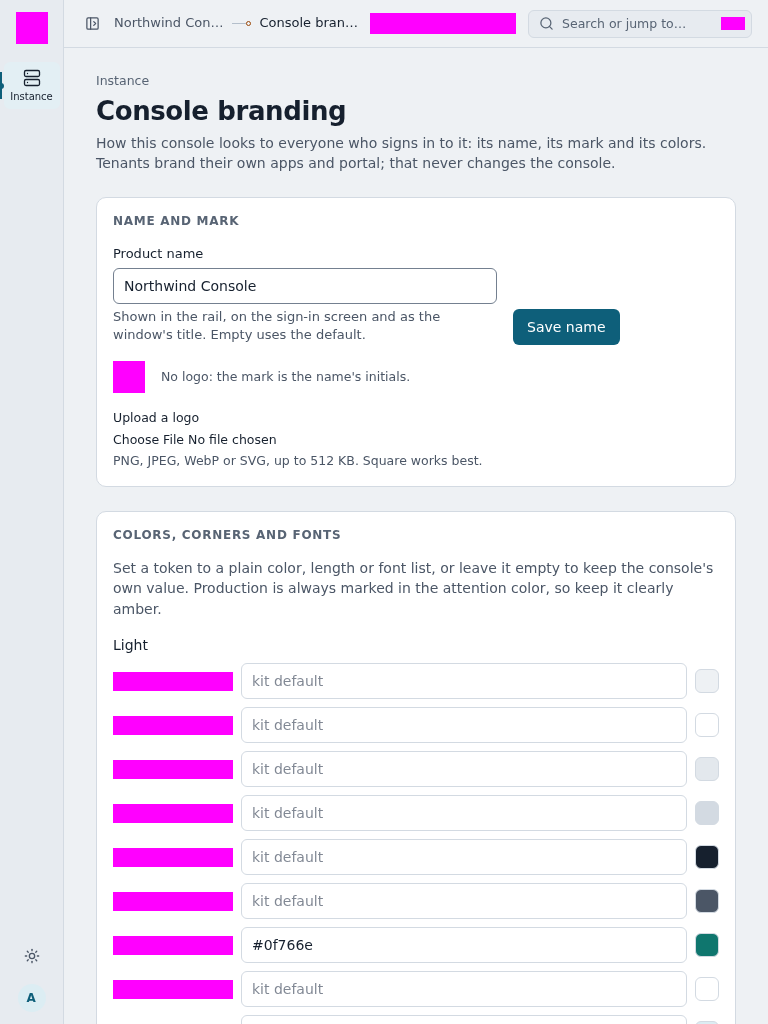 Northwind Con…
Console bran…
Search or jump to…
Instance
Instance
Console branding
How this console looks to everyone who signs in to it: its name, its mark and its colors.
Tenants brand their own apps and portal; that never changes the console.
NAME AND MARK
Product name
Northwind Console
Shown in the rail, on the sign-in screen and as the
window's title. Empty uses the default.
Save name
No logo: the mark is the name's initials.
Upload a logo
Choose File No file chosen
PNG, JPEG, WebP or SVG, up to 512 KB. Square works best.
COLORS, CORNERS AND FONTS
Set a token to a plain color, length or font list, or leave it empty to keep the console's
own value. Production is always marked in the attention color, so keep it clearly
amber.
Light
kit default
kit default
kit default
kit default
kit default
kit default
#0f766e
kit default
A